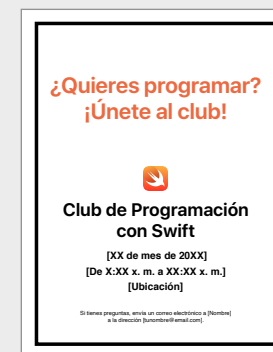 ¿Quieres programar?
¡Únete al club!
Club de Programación
con Swift
[XX de mes de 20XX]
[De X:XX x. m. a XX:XX x. m.]
[Ubicación]
Si tienes preguntas, envía un correo electrónico a [Nombre]
a la dirección [tunombre@email.com].